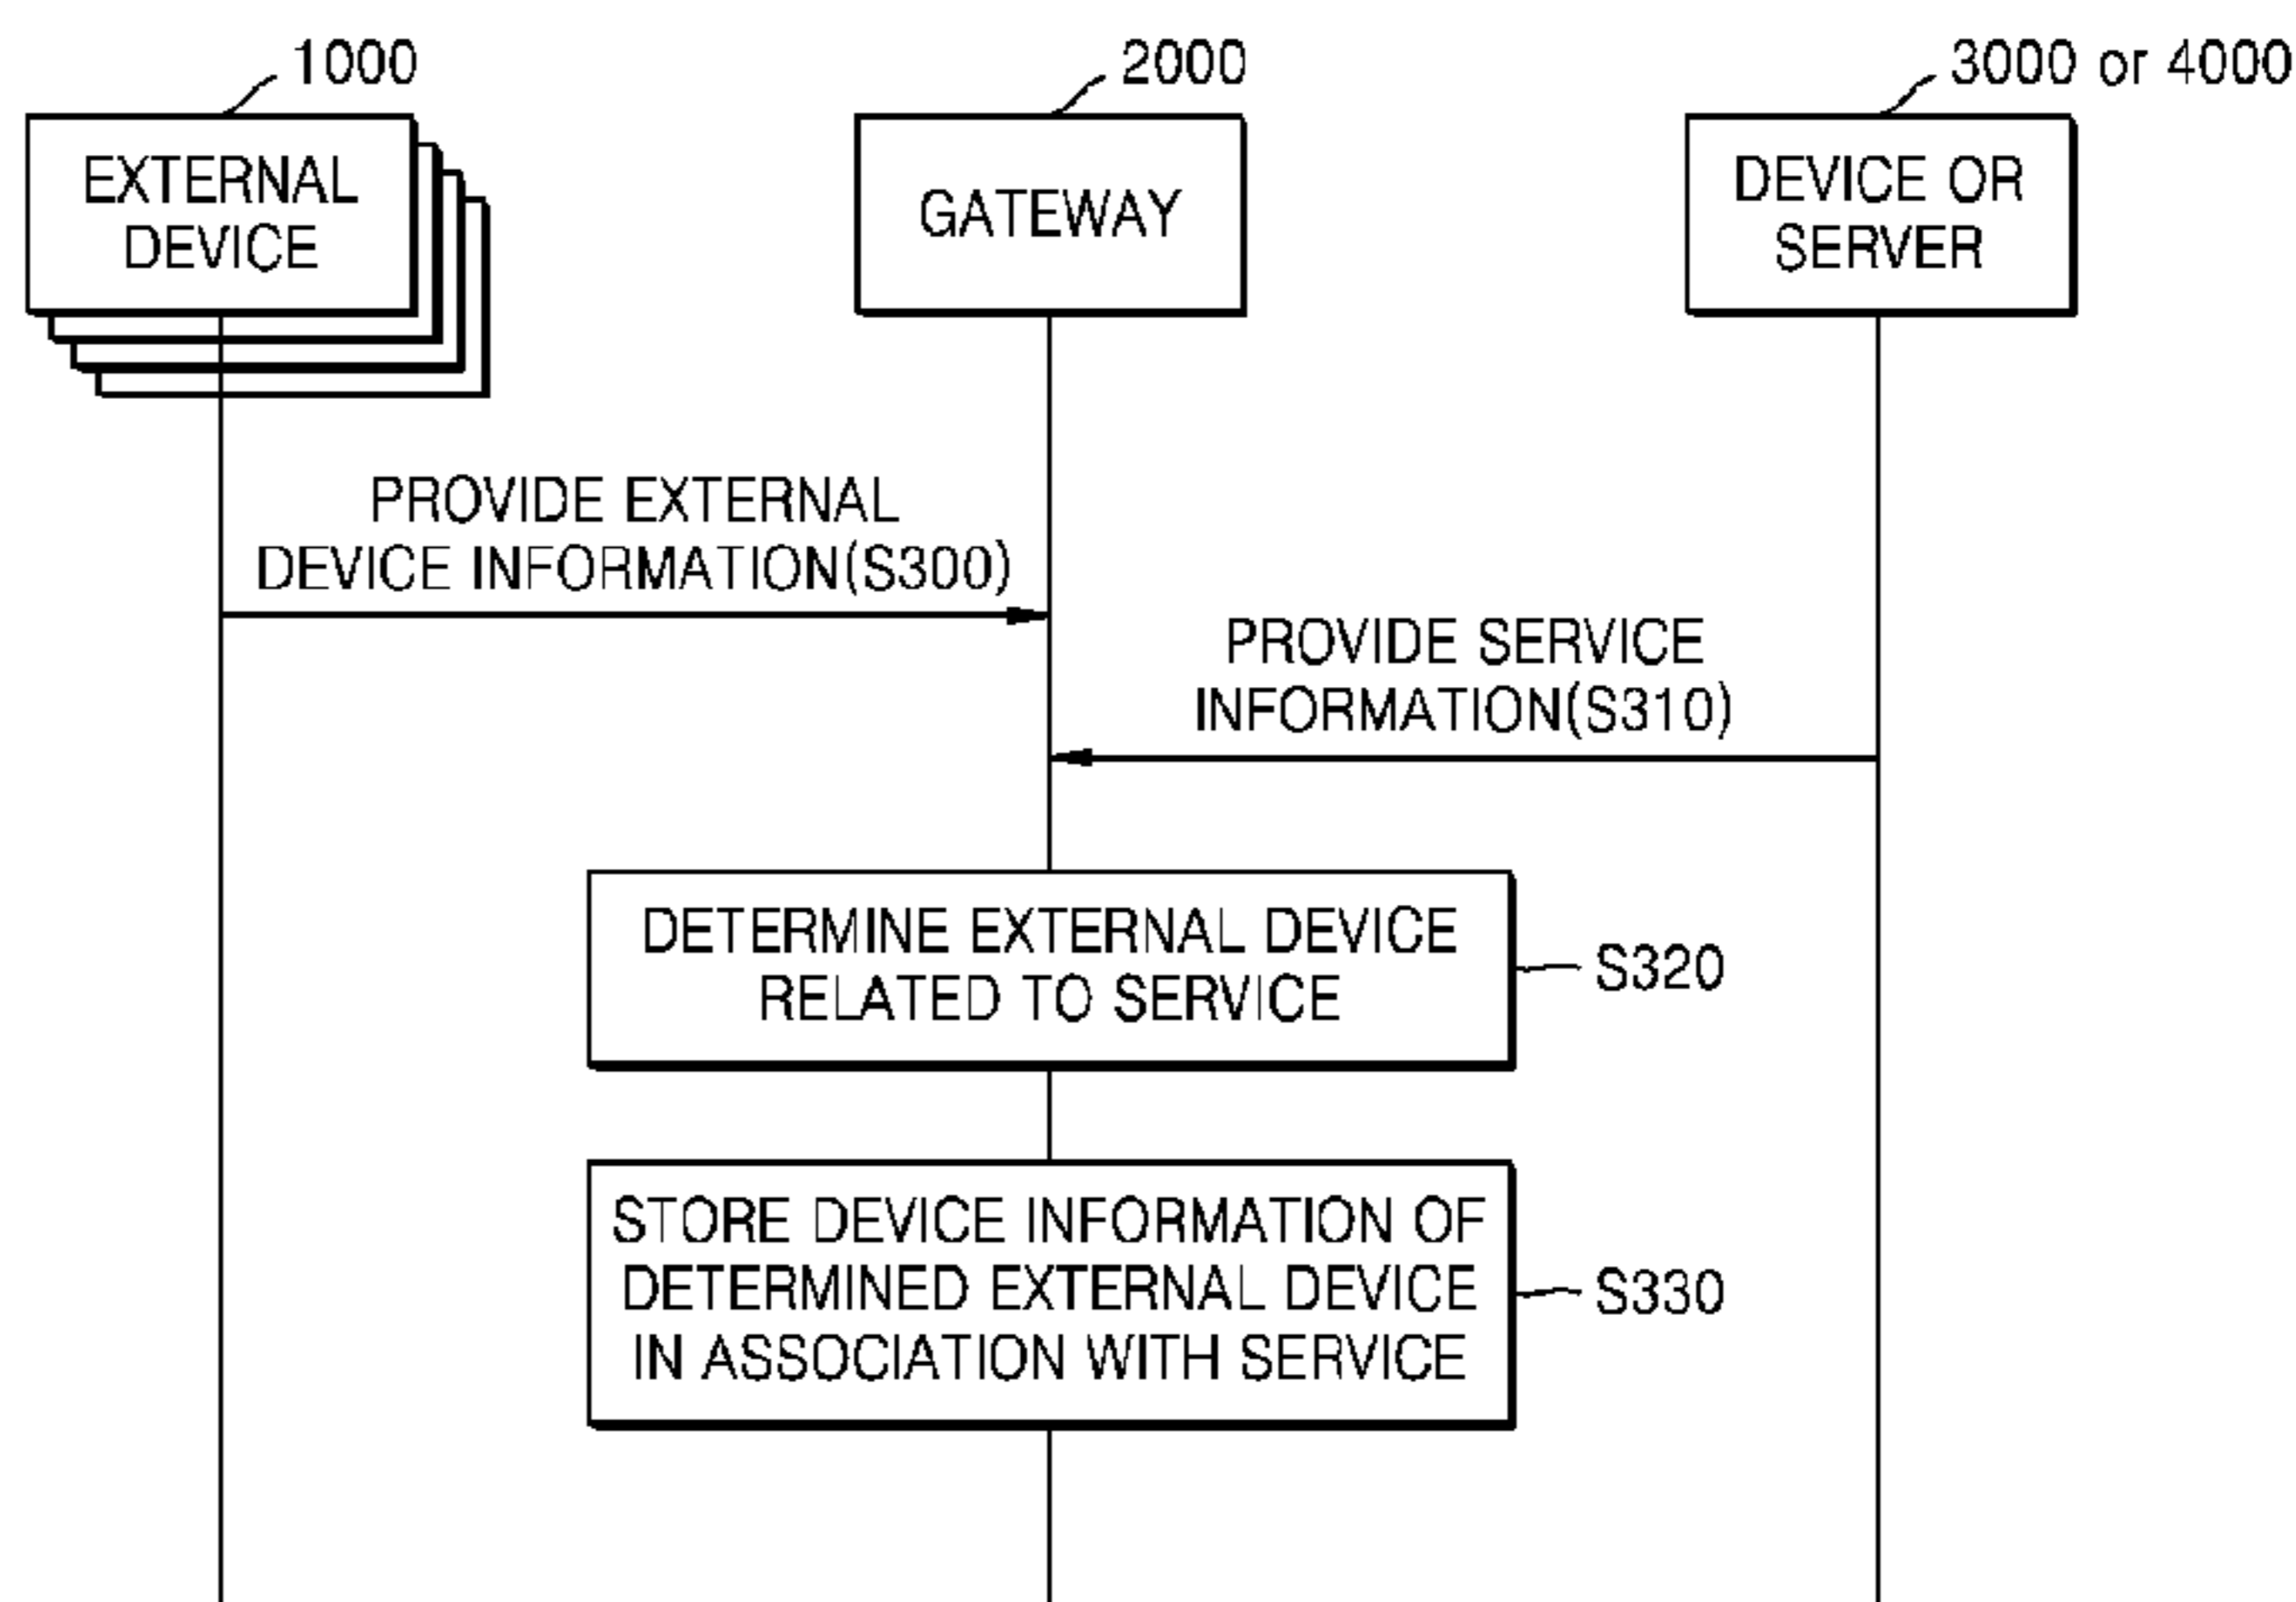 1000
2000
3000 or 4000
EXTERNAL
DEVICE
GATEWAY
DEVICE OR
SERVER
PROVIDE EXTERNAL
DEVICE INFORMATION(S300)
PROVIDE SERVICE
INFORMATION(S310)
DETERMINE EXTERNAL DEVICE
RELATED TO SERVICE
S320
STORE DEVICE INFORMATION OF
DETERMINED EXTERNAL DEVICE
IN ASSOCIATION WITH SERVICE
S330